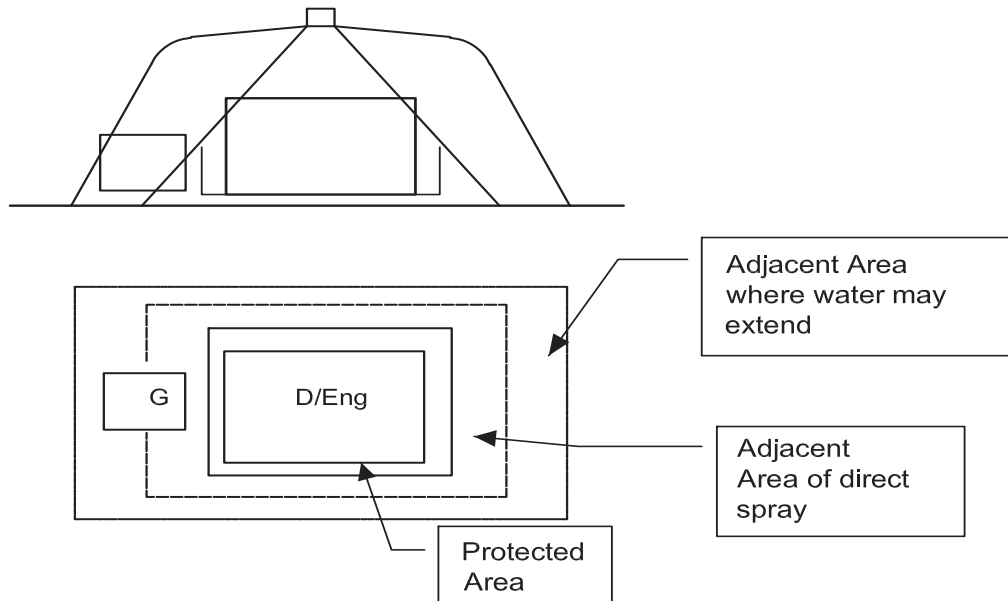 Adjacent Area
where water may
extend
G
D/Eng
Adjacent
Area of direct
spray
Protected
Area